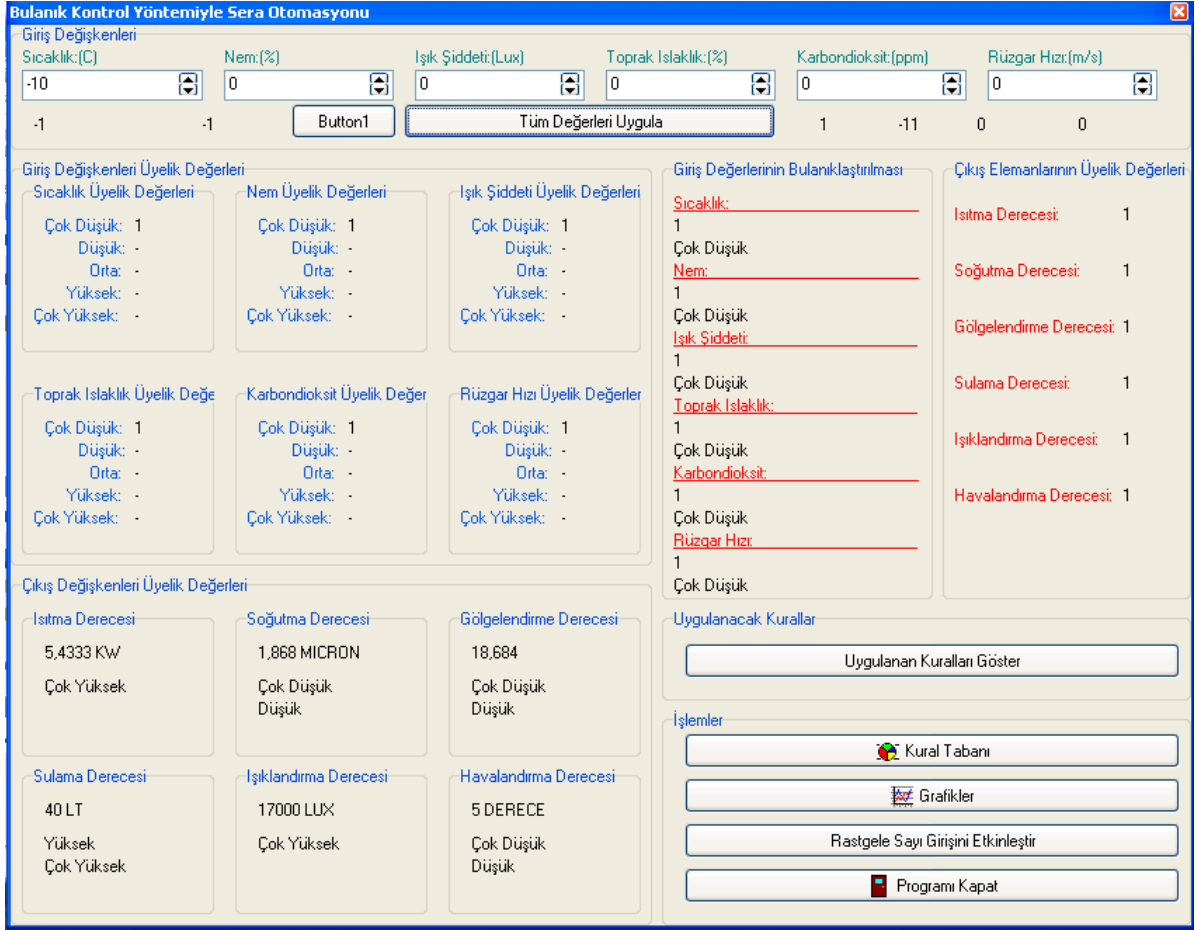 Bulanık Kontrol Yöntemiyle Sera Otomasyonu
Giriş Değişkenleri
Sıcaklık:(C) Nem:(%) Işık Şiddeti:(Lux) Toprak Islaklık:(%) Karbondioksit:(ppm) Rüzgar Hızı:(m/s)
-10 0 0 0 0 0
-1 -1 Button1 Tüm Değerleri Uygula 1 -11 0 0
Giriş Değişkenleri Üyelik Değerleri
Sıcaklık Üyelik Değerleri
Çok Düşük: 1
Düşük: -
Orta: -
Yüksek: -
Çok Yüksek: -
Nem Üyelik Değerleri
Çok Düşük: 1
Düşük: -
Orta: -
Yüksek: -
Çok Yüksek: -
Işık Şiddeti Üyelik Değerleri
Çok Düşük: 1
Düşük: -
Orta: -
Yüksek: -
Çok Yüksek: -
Toprak Islaklık Üyelik Değe
Çok Düşük: 1
Düşük: -
Orta: -
Yüksek: -
Çok Yüksek: -
Karbondioksit Üyelik Değer
Çok Düşük: 1
Düşük: -
Orta: -
Yüksek: -
Çok Yüksek: -
Rüzgar Hızı Üyelik Değerler
Çok Düşük: 1
Düşük: -
Orta: -
Yüksek: -
Çok Yüksek: -
Giriş Değerlerinin Bulanıklaştırılması
Sıcaklık:
1
Çok Düşük
Nem:
1
Çok Düşük
Işık Şiddeti:
1
Çok Düşük
Toprak Islaklık:
1
Çok Düşük
Karbondioksit:
1
Çok Düşük
Rüzgar Hızı:
1
Çok Düşük
Çıkış Elemanlarının Üyelik Değerleri
Isıtma Derecesi: 1
Soğutma Derecesi: 1
Gölgelendirme Derecesi: 1
Sulama Derecesi: 1
Işıklandırma Derecesi: 1
Havalandırma Derecesi: 1
Çıkış Değişkenleri Üyelik Değerleri
Isıtma Derecesi
5,4333 KW
Çok Yüksek
Soğutma Derecesi
1,868 MICRON
Çok Düşük
Düşük
Gölgelendirme Derecesi
18,684
Çok Düşük
Düşük
Sulama Derecesi
40 LT
Yüksek
Çok Yüksek
Işıklandırma Derecesi
17000 LUX
Çok Yüksek
Havalandırma Derecesi
5 DERECE
Çok Düşük
Düşük
Uygulanacak Kurallar
Uygulanan Kuralları Göster
İşlemler
Kural Tabanı
Grafikler
Rastgele Sayı Girişini Etkinleştir
Programı Kapat